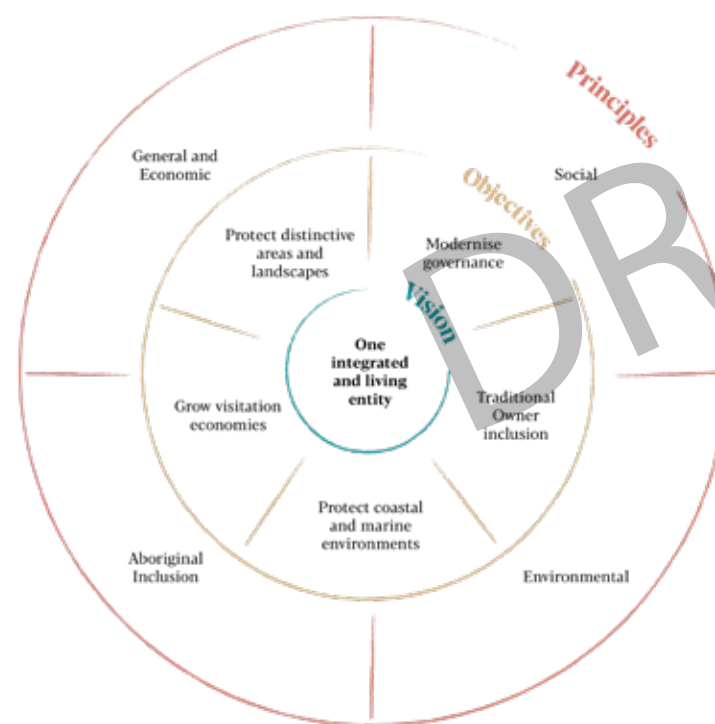 Principles
General and
Economic
Social
Objectives
Protect distinctive
areas and
landscapes
Modernise
governance
Vision
One
integrated
and living
entity
Grow visitation
economies
Traditional
Owner
inclusion
Protect coastal
and marine
environments
Aboriginal
Inclusion
Environmental
DR